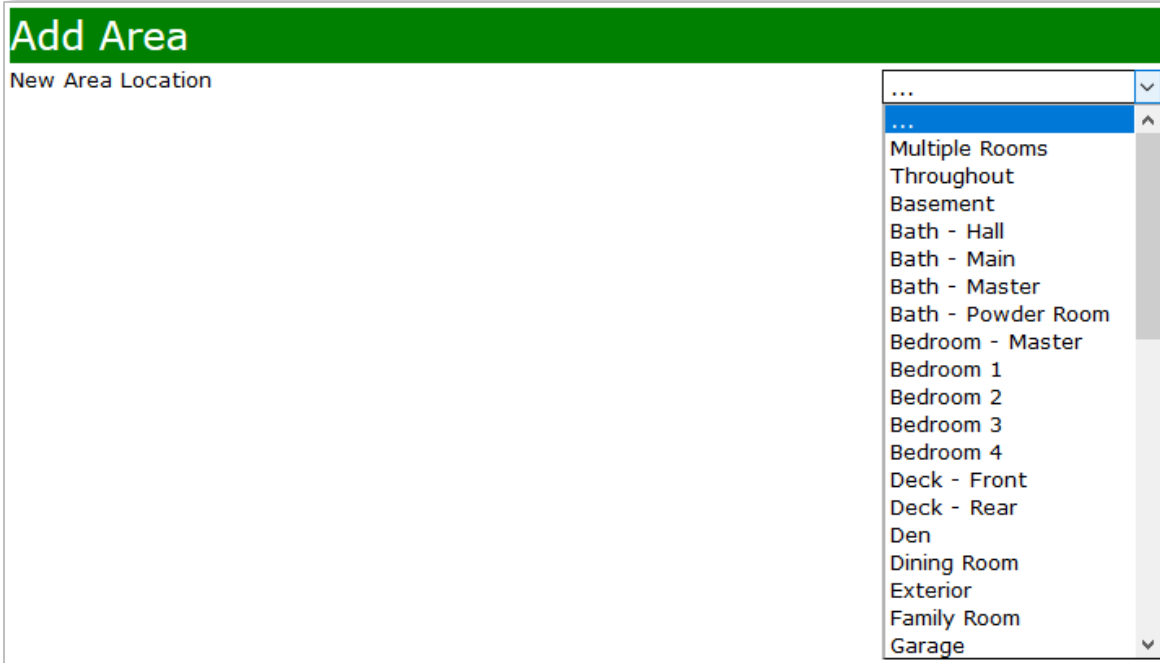 Add Area
New Area Location
...
...
Multiple Rooms
Throughout
Basement
Bath - Hall
Bath - Main
Bath - Master
Bath - Powder Room
Bedroom - Master
Bedroom 1
Bedroom 2
Bedroom 3
Bedroom 4
Deck - Front
Deck - Rear
Den
Dining Room
Exterior
Family Room
Garage